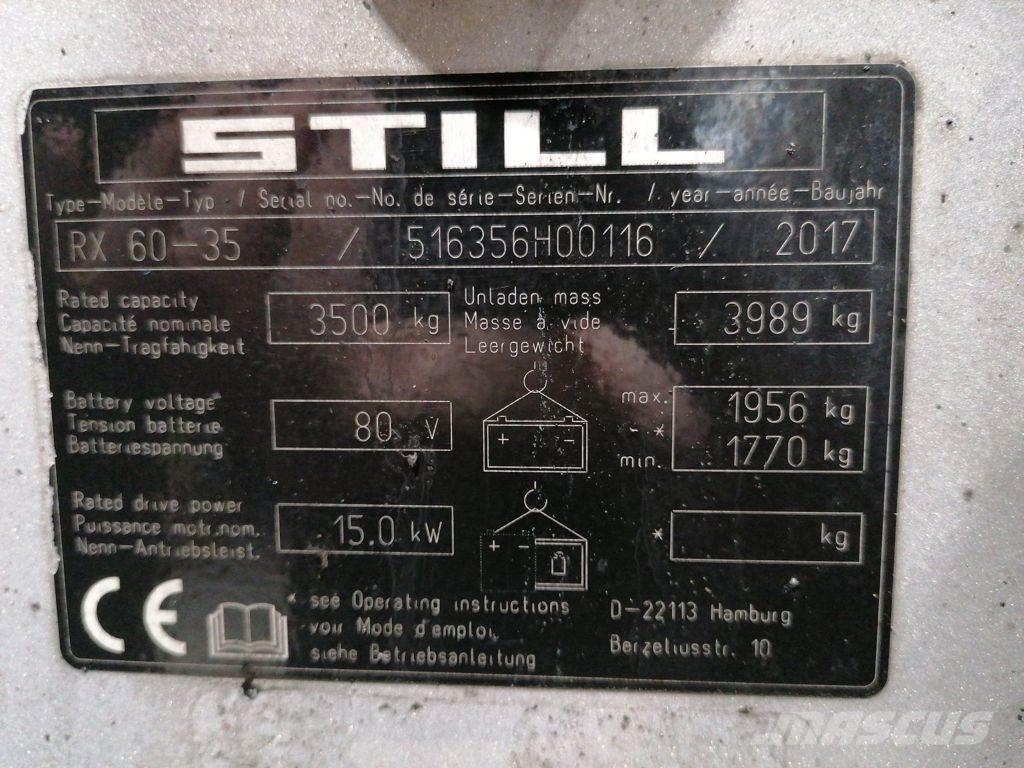 STILL
Type-Modèle-Typ / Serial no.-No. de série-Serien-Nr. / year-année-Baujahr
RX 60-35 / 516356H00116 / 2017
Rated capacity
Capacité nominale
Nenn-Tragfähigkeit
3500 kg
Unladen mass
Masse à vide
Leergewicht
3989 kg
Battery voltage
Tension batterie
Batteriespannung
80 V
+ -
max.
~ *
min.
1956 kg
1770 kg
Rated drive power
Puissance motr.nom.
Nenn-Antriebsleist.
15.0 kW
+ -
* kg
CE
* see Operating instructions
voir Mode d'emploi
siehe Betriebsanleitung
D-22113 Hamburg
Berzeliusstr. 10
MASCUS